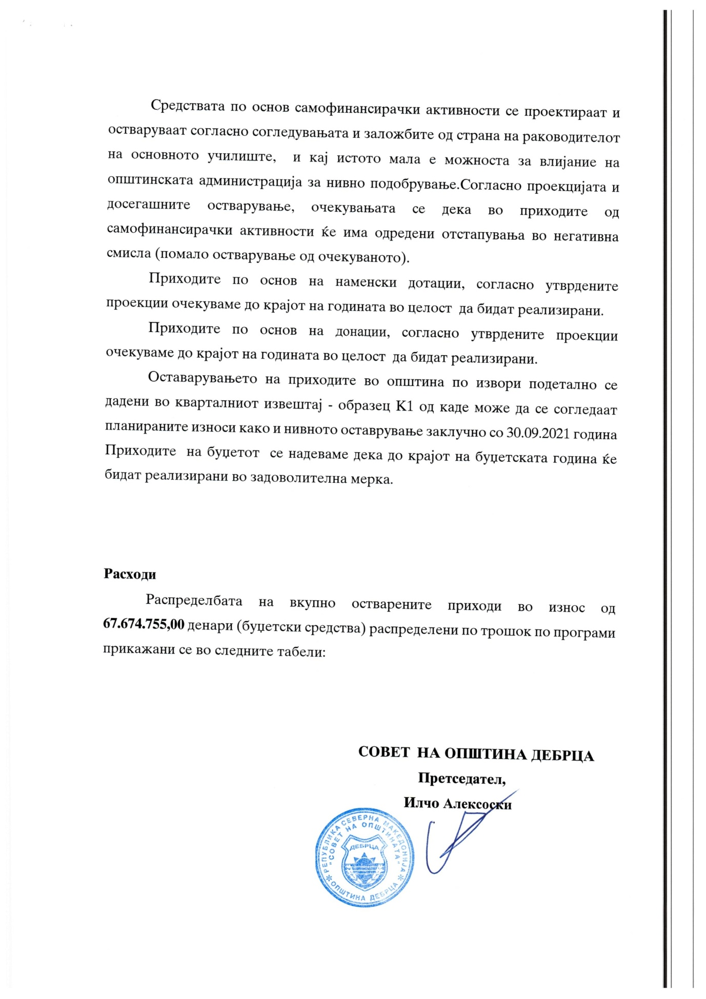 Средствата по основ самофинансирачки активности се проектираат и
остваруваат согласно согледувањата и заложбите од страна на раководителот
на основното училиште,  и кај истото мала е можноста за влијание на
општинската администрација за нивно подобрување.Согласно проекцијата и
досегашните остварување, очекувањата се дека во приходите од
самофинансирачки активности ќе има одредени отстапувања во негативна
смисла (помало остварување од очекуваното).
Приходите по основ на наменски дотации, согласно утврдените
проекции очекуваме до крајот на годината во целост  да бидат реализирани.
Приходите по основ на донации, согласно утврдените проекции
очекуваме до крајот на годината во целост  да бидат реализирани.
Оставарувањето на приходите во општина по извори подетално се
дадени во кварталниот извештај - образец К1 од каде може да се согледаат
планираните износи како и нивното оставрување заклучно со 30.09.2021 година
Приходите  на буџетот  се надеваме дека до крајот на буџетската година ќе
бидат реализирани во задоволителна мерка.
Расходи
Распределбата на вкупно остварените приходи во износ од
67.674.755,00 денари (буџетски средства) распределени по трошок по програми
прикажани се во следните табели:
СОВЕТ  НА ОПШТИНА ДЕБРЦА
Претседател,
Илчо Алексоски
РЕПУБЛИКА СЕВЕРНА МАКЕДОНИЈА
"СОВЕТ НА ОПШТИНАТА"
ДЕБРЦА
* ОПШТИНА ДЕБРЦА *